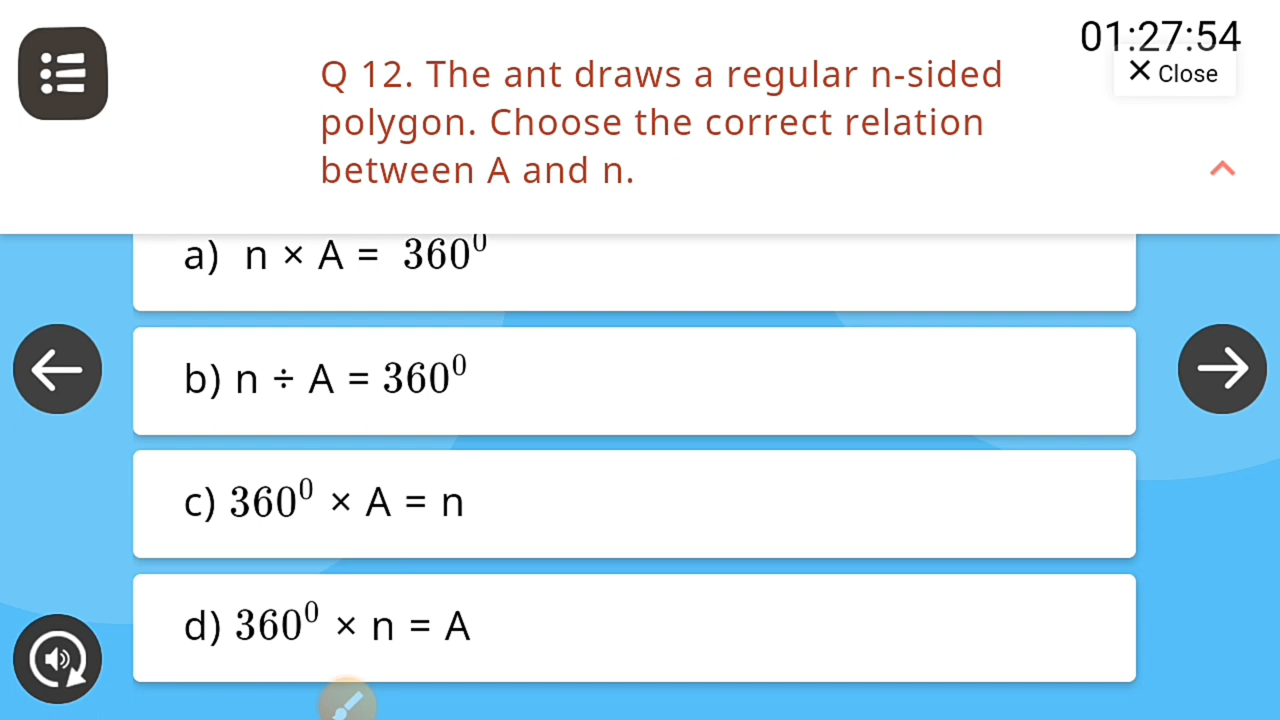 01:27:54
× Close
Q 12. The ant draws a regular n-sided
polygon. Choose the correct relation
between A and n.
a) n × A = 360⁰
b) n ÷ A = 360⁰
c) 360⁰ × A = n
d) 360⁰ × n = A